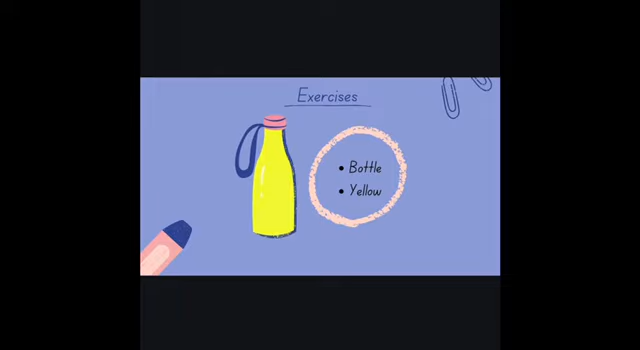 Exercises
• Bottle
• Yellow